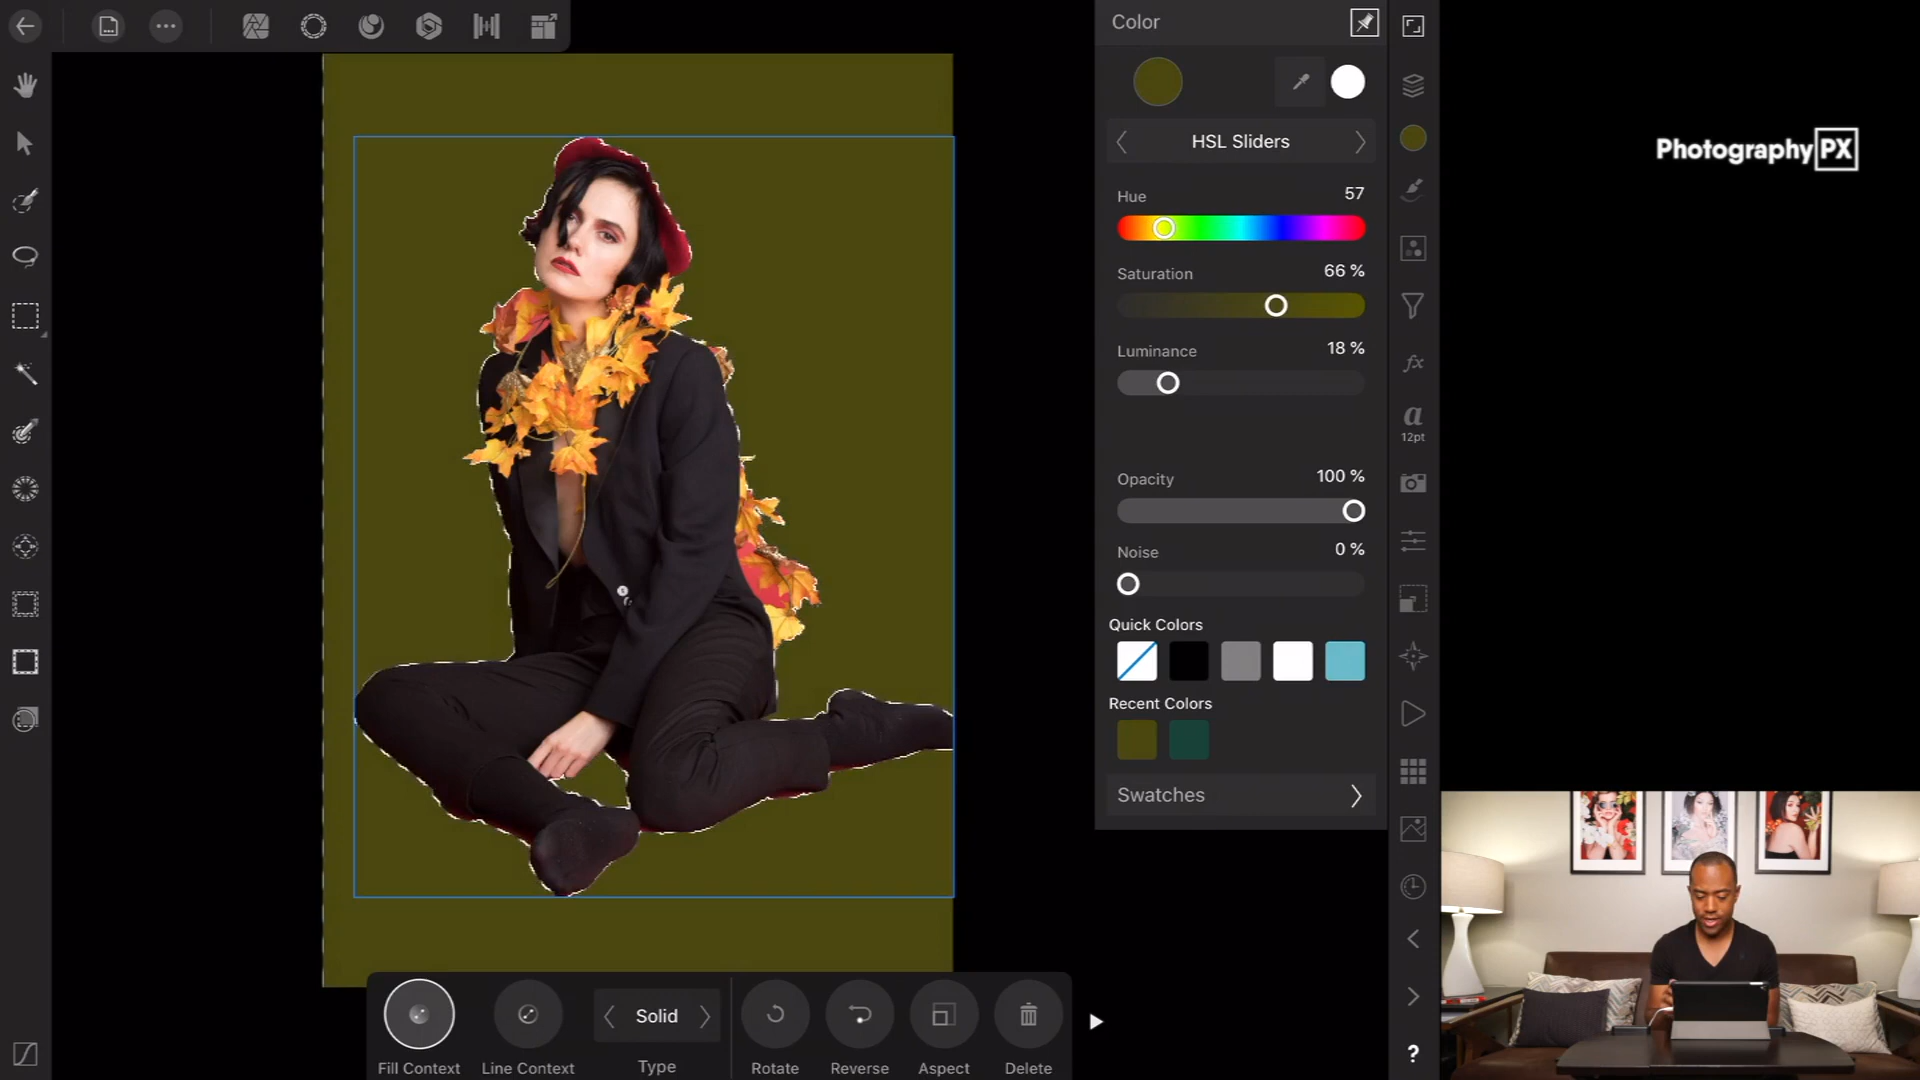 Color
HSL Sliders
Hue 57
Saturation 66 %
Luminance 18 %
Opacity 100 %
Noise 0 %
Quick Colors
Recent Colors
Swatches
a
12pt
fx
Photography PX
Solid
Fill Context
Line Context
Type
Rotate
Reverse
Aspect
Delete
?